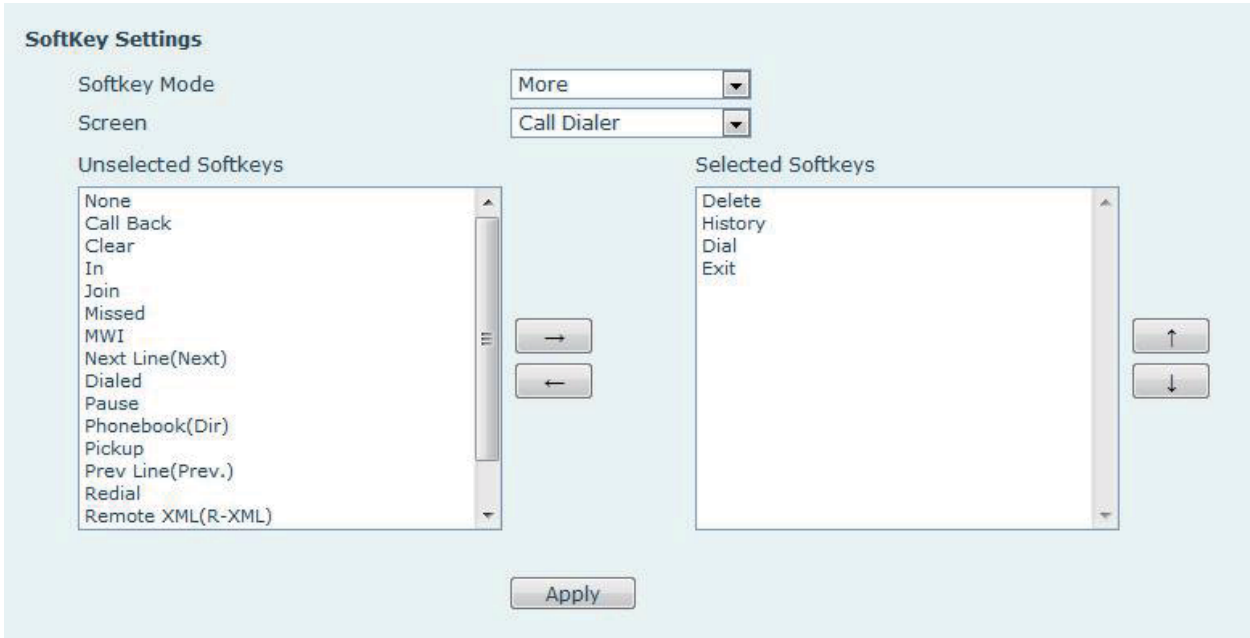 SoftKey Settings
Softkey Mode
More
Screen
Call Dialer
Unselected Softkeys
None
Call Back
Clear
In
Join
Missed
MWI
Next Line(Next)
Dialed
Pause
Phonebook(Dir)
Pickup
Prev Line(Prev.)
Redial
Remote XML(R-XML)
→
←
Selected Softkeys
Delete
History
Dial
Exit
↑
↓
Apply